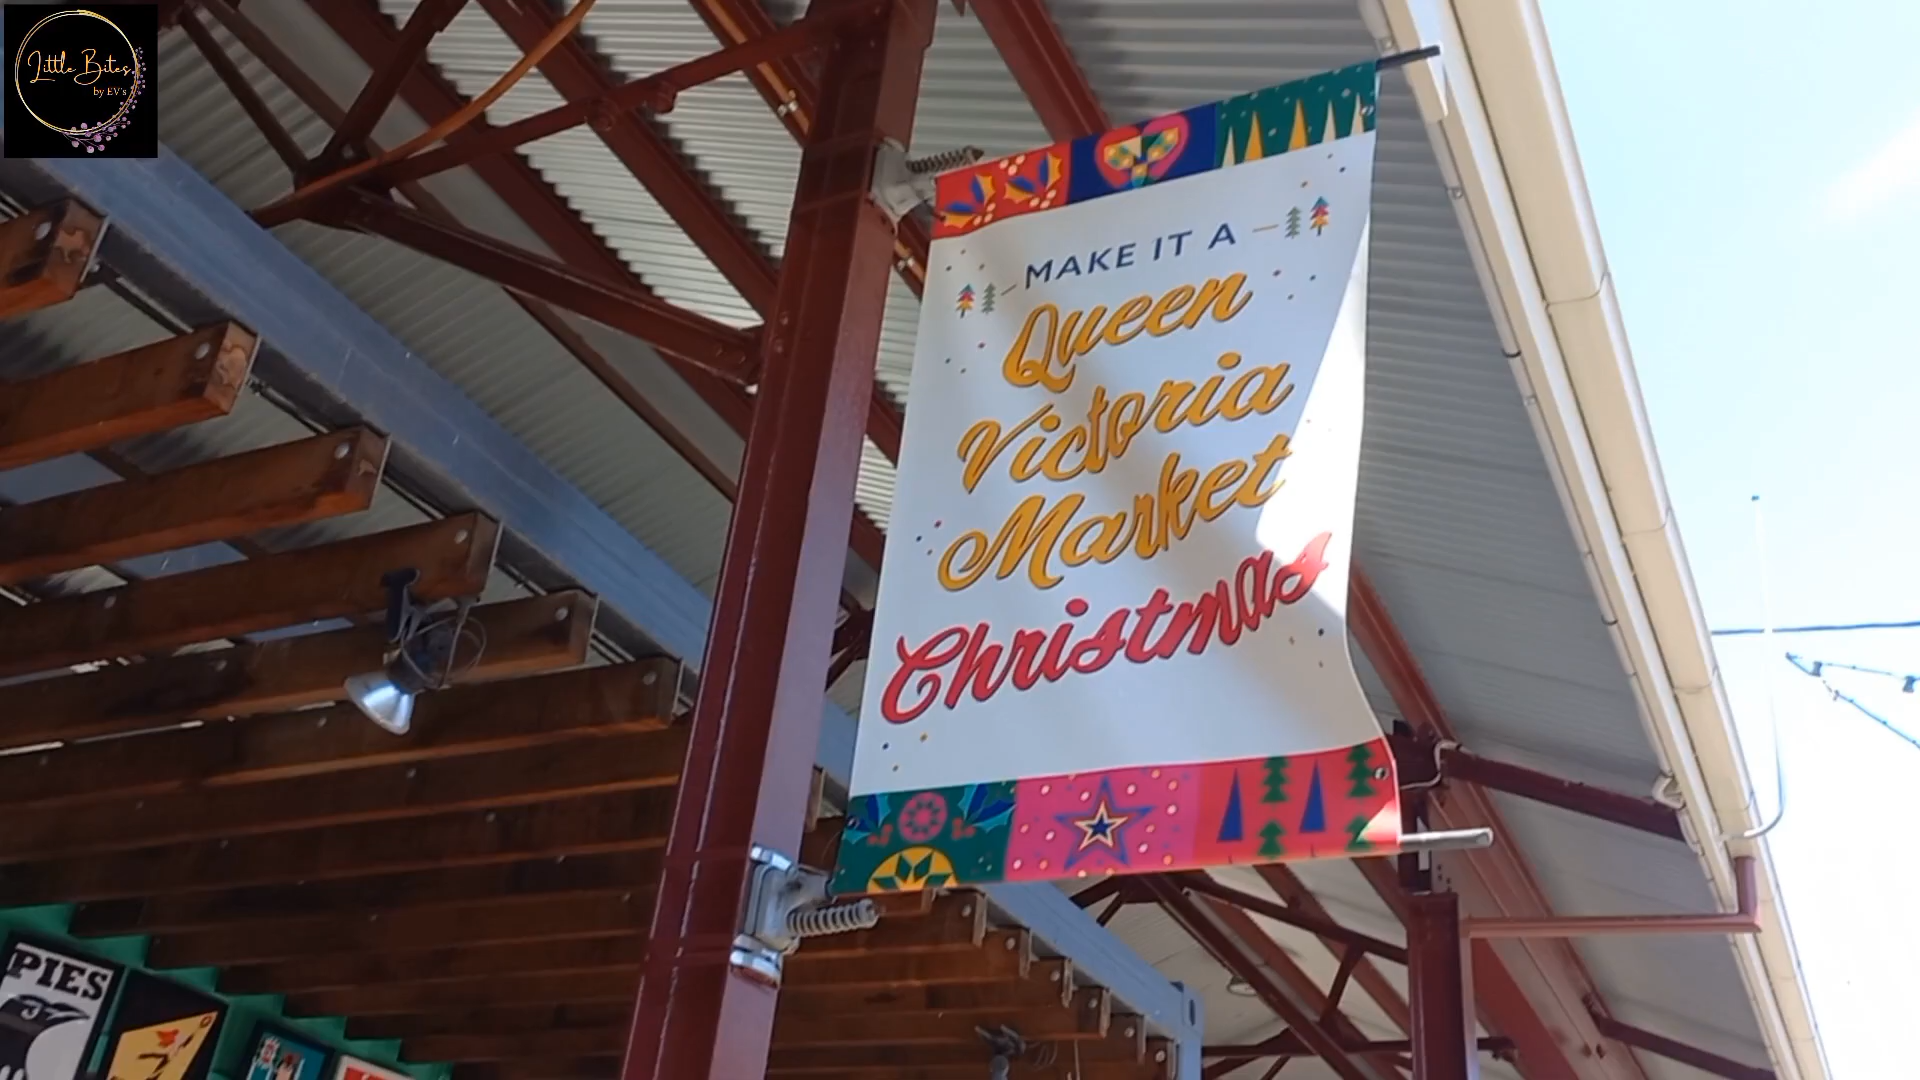 Little Bites
by EV's
MAKE IT A
Queen
Victoria
Market
Christmas
PIES